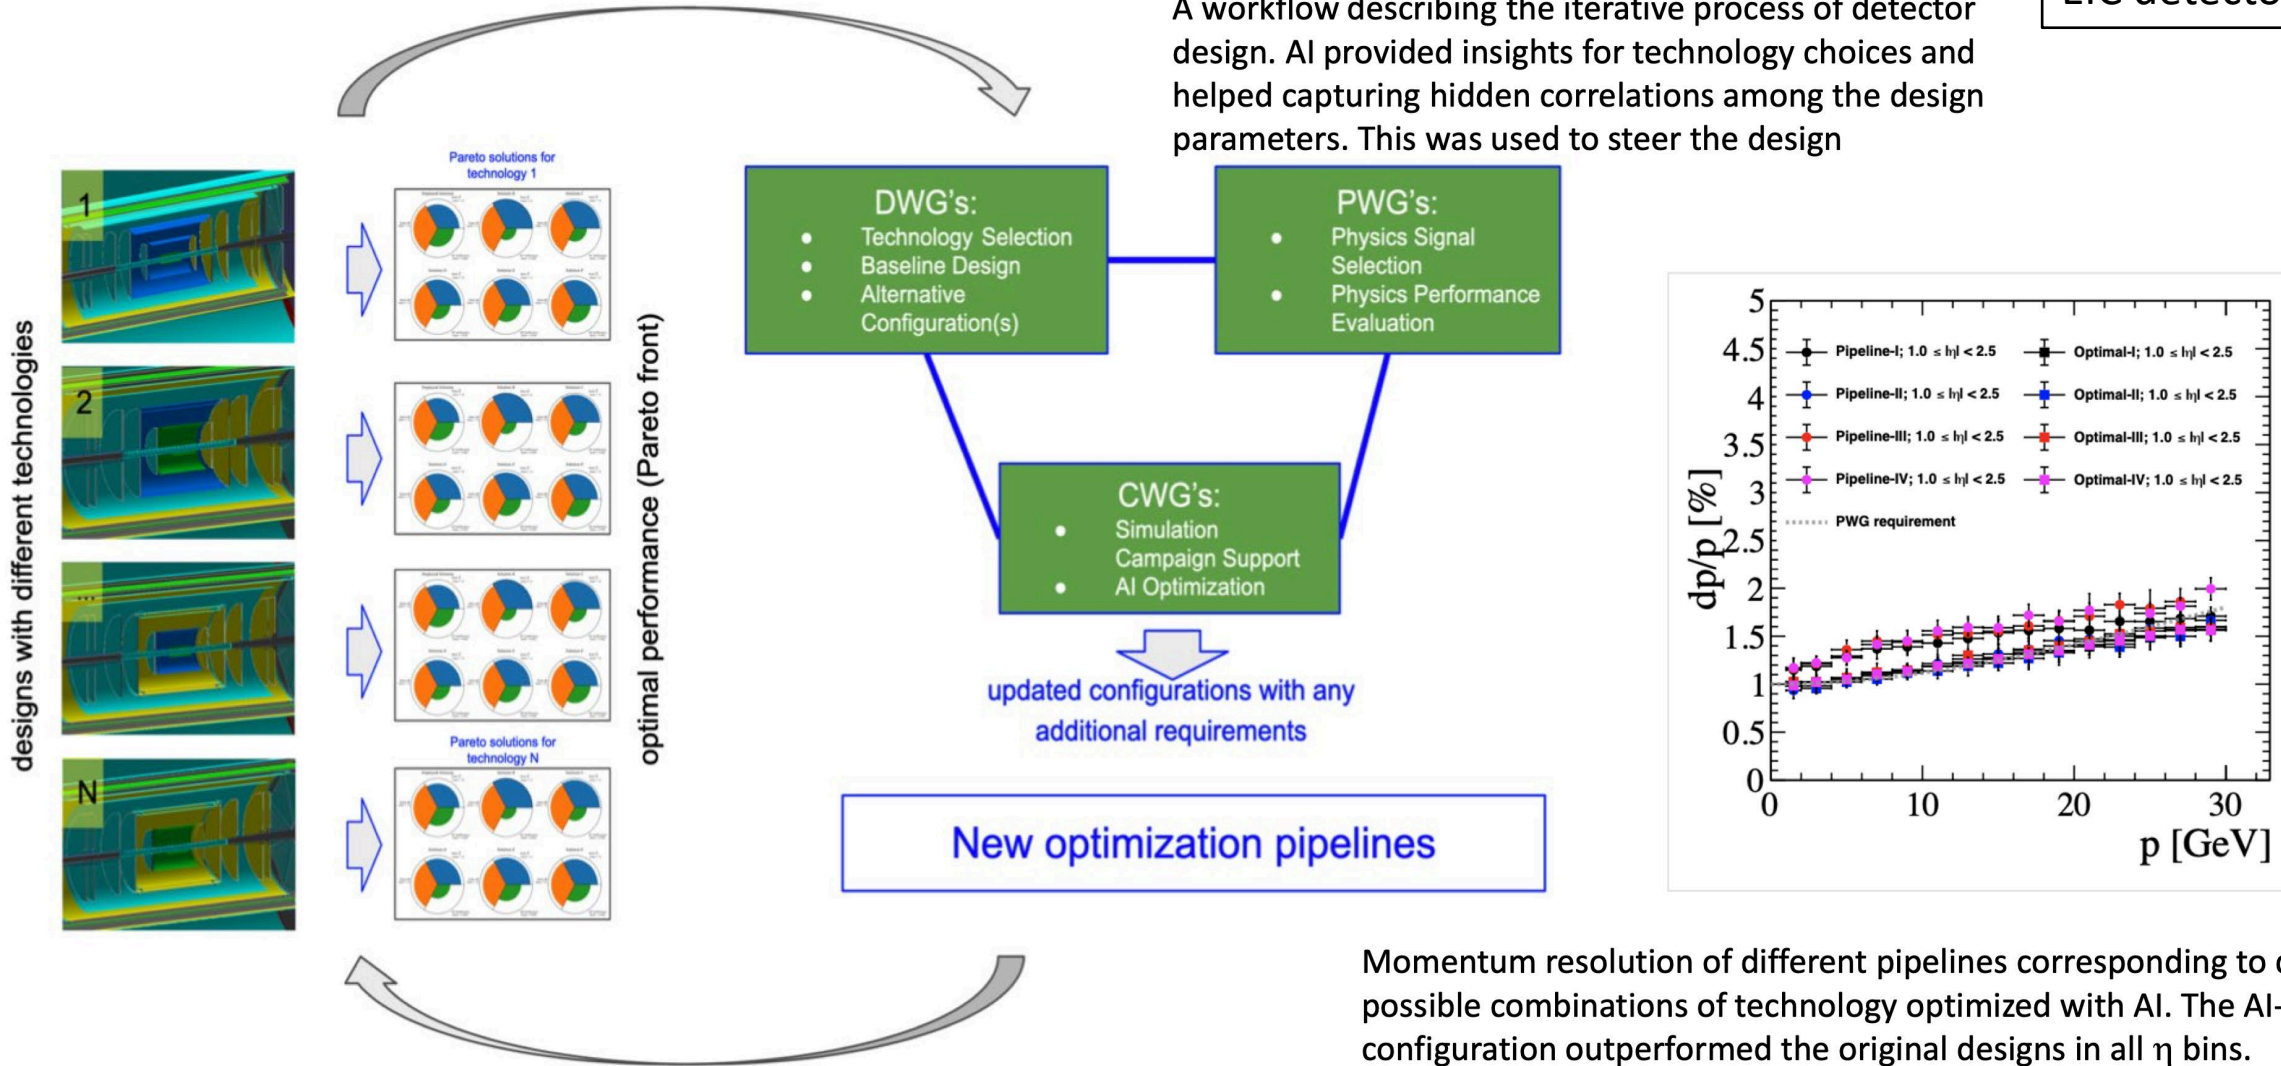 A workflow describing the iterative process of detector
design. AI provided insights for technology choices and
helped capturing hidden correlations among the design
parameters. This was used to steer the design
designs with different technologies
1
2
...
N
Pareto solutions for
technology 1
Pareto solutions for
technology N
optimal performance (Pareto front)
DWG's:
● Technology Selection
● Baseline Design
● Alternative
Configuration(s)
PWG's:
● Physics Signal
Selection
● Physics Performance
Evaluation
CWG's:
● Simulation
Campaign Support
● AI Optimization
updated configurations with any
additional requirements
New optimization pipelines
dp/p [%]
5
4.5
4
3.5
3
2.5
2
1.5
1
0.5
0
Pipeline-I; 1.0 ≤ |η| < 2.5
Optimal-I; 1.0 ≤ |η| < 2.5
Pipeline-II; 1.0 ≤ |η| < 2.5
Optimal-II; 1.0 ≤ |η| < 2.5
Pipeline-III; 1.0 ≤ |η| < 2.5
Optimal-III; 1.0 ≤ |η| < 2.5
Pipeline-IV; 1.0 ≤ |η| < 2.5
Optimal-IV; 1.0 ≤ |η| < 2.5
PWG requirement
0 10 20 30
p [GeV]
Momentum resolution of different pipelines corresponding to
possible combinations of technology optimized with AI. The AI-
configuration outperformed the original designs in all η bins.